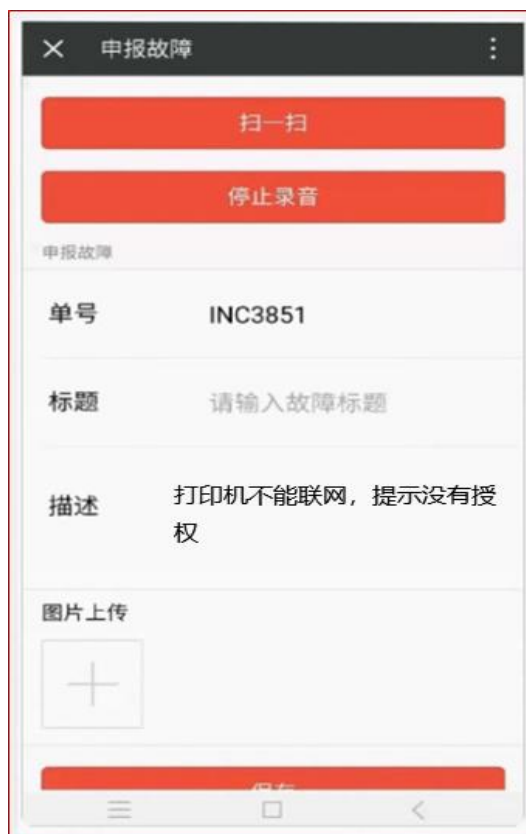 申报故障
扫一扫
停止录音
申报故障
单号 INC3851
标题 请输入故障标题
描述 打印机不能联网，提示没有授
权
图片上传
保存